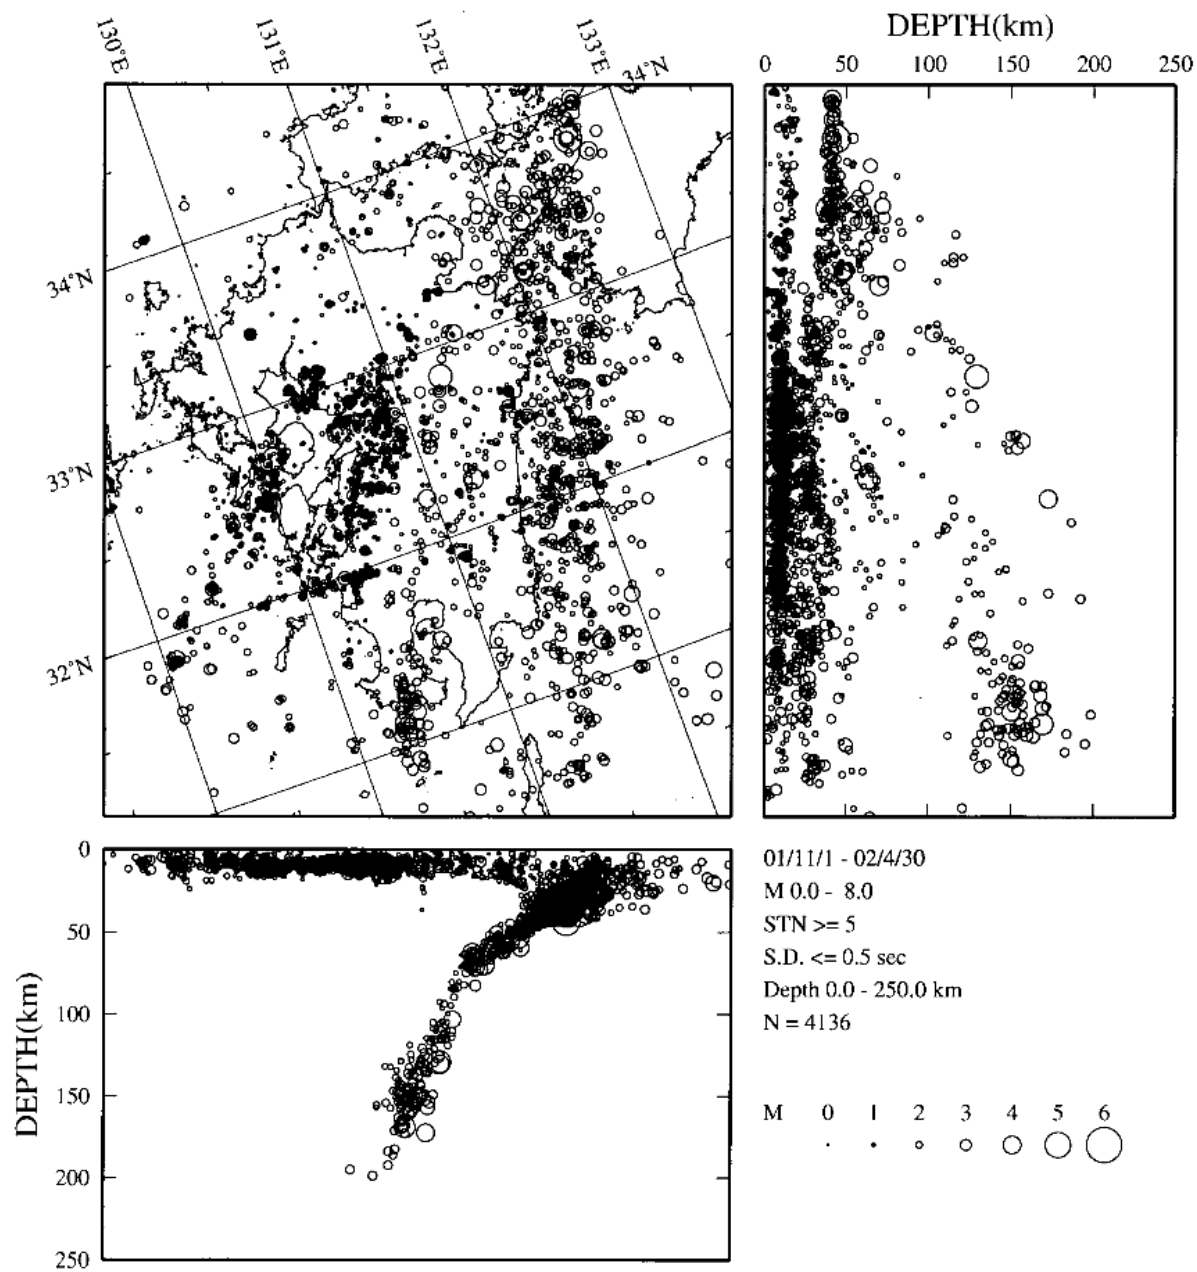 DEPTH(km)
130°E
131°E
132°E
133°E
34°N
0 50 100 150 200 250
34°N
33°N
32°N
0
50
100
150
200
250
DEPTH(km)
01/11/1 - 02/4/30
M 0.0 - 8.0
STN >= 5
S.D. <= 0.5 sec
Depth 0.0 - 250.0 km
N = 4136
M 0 1 2 3 4 5 6